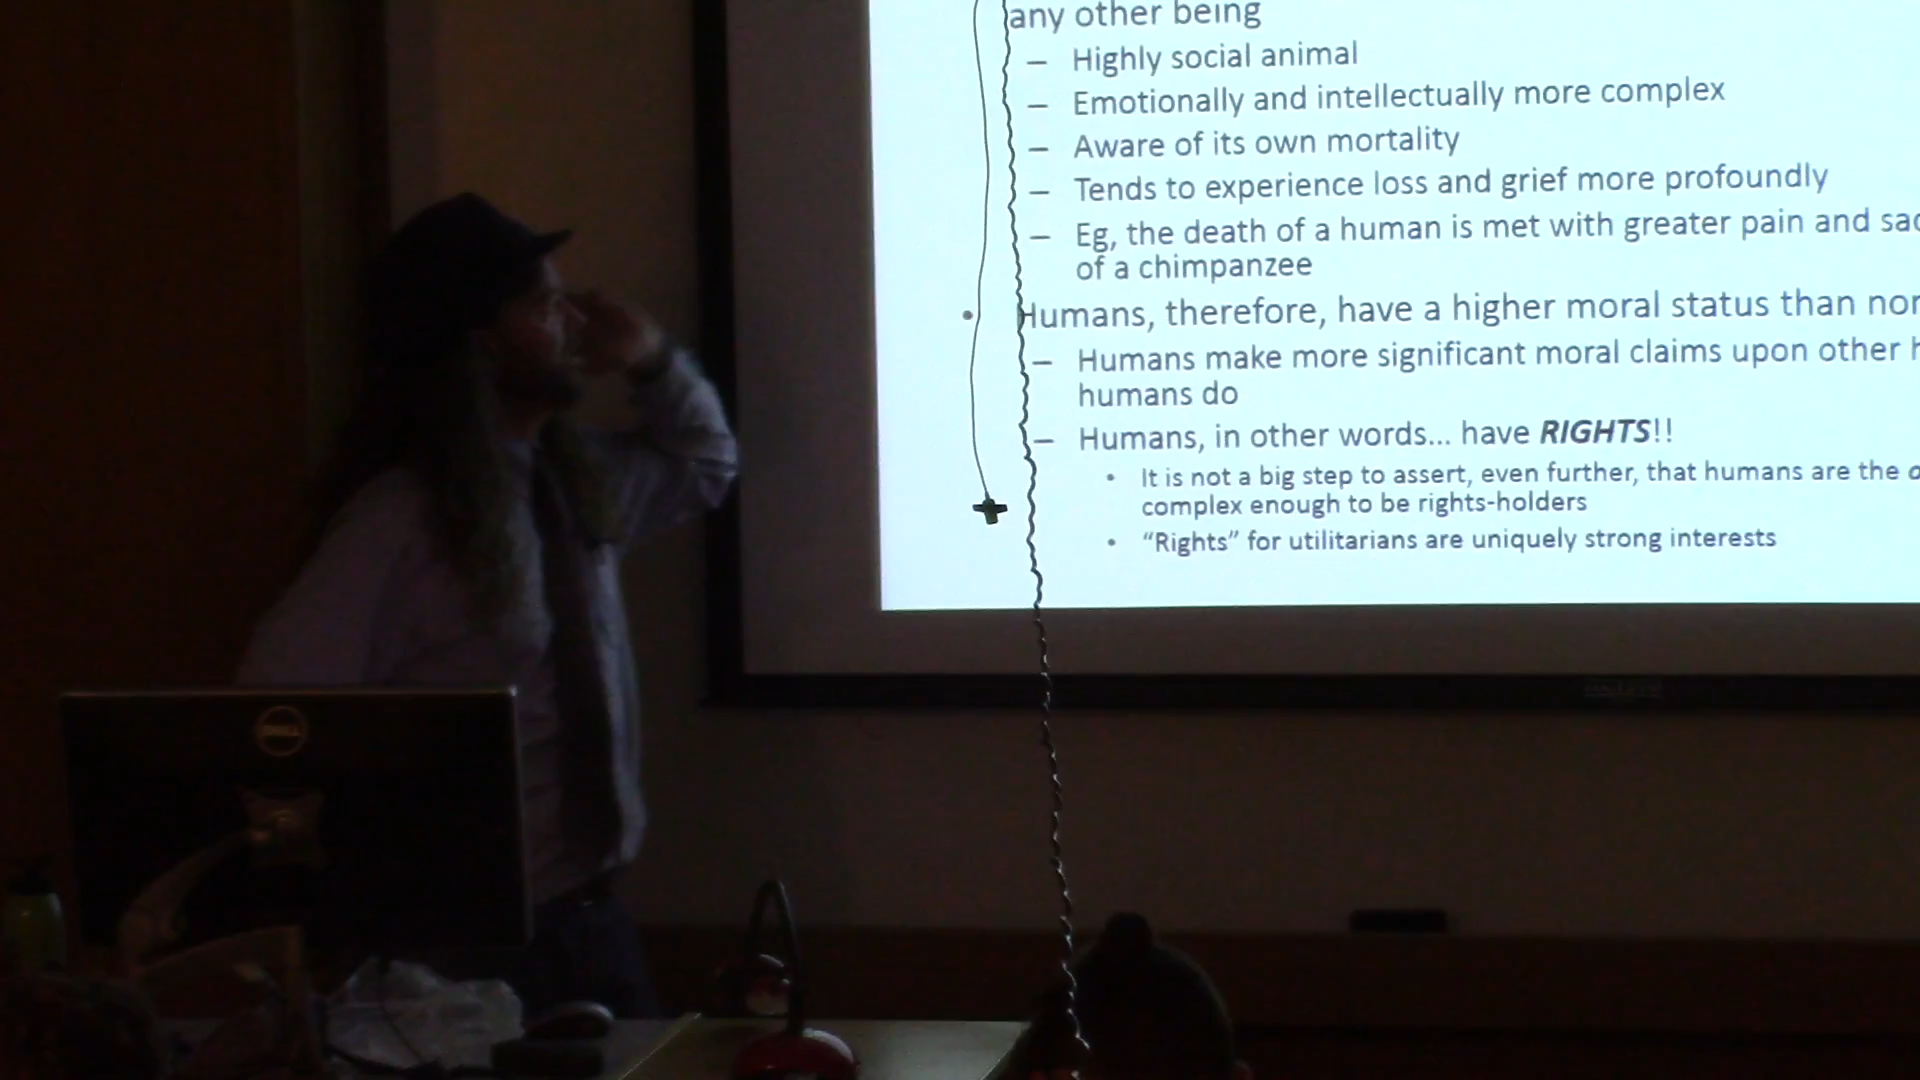 any other being
– Highly social animal
– Emotionally and intellectually more complex
– Aware of its own mortality
– Tends to experience loss and grief more profoundly
– Eg, the death of a human is met with greater pain and
of a chimpanzee
• Humans, therefore, have a higher moral status than
– Humans make more significant moral claims upon other
humans do
– Humans, in other words... have RIGHTS!!
• It is not a big step to assert, even further, that humans are the
complex enough to be rights-holders
• “Rights” for utilitarians are uniquely strong interests
DELL